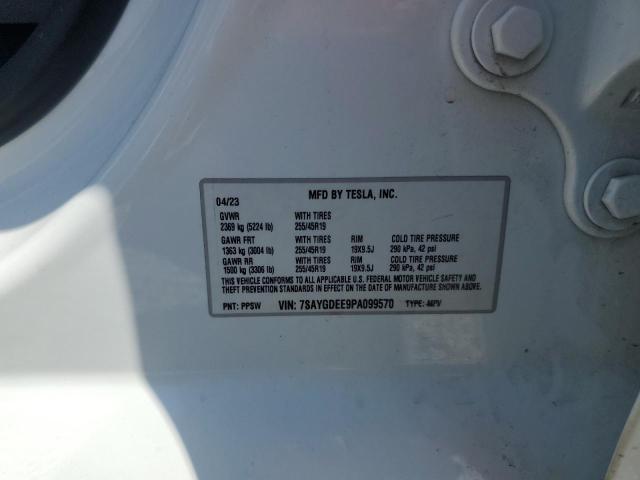 04/23 MFD BY TESLA, INC.
GVWR WITH TIRES
2369 kg (5224 lb) 255/45R19
GAWR FRT WITH TIRES RIM COLD TIRE PRESSURE
1363 kg (3004 lb) 255/45R19 19X9.5J 290 kPa, 42 psi
GAWR RR WITH TIRES RIM COLD TIRE PRESSURE
1500 kg (3306 lb) 255/45R19 19X9.5J 290 kPa, 42 psi
THIS VEHICLE CONFORMS TO ALL APPLICABLE U.S. FEDERAL MOTOR VEHICLE SAFETY AND
THEFT PREVENTION STANDARDS IN EFFECT ON THE DATE OF MANUFACTURE SHOWN ABOVE.
PNT: PPSW VIN: 7SAYGDEE9PA099570 TYPE: MPV